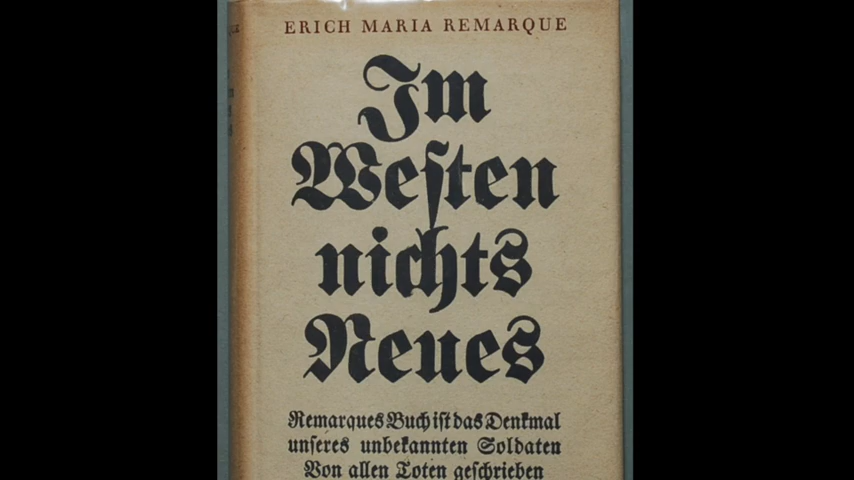 ERICH MARIA REMARQUE
Im
Weſten
nichts
Neues
Remarques Buch iſt das Denkmal
unſeres unbekannten Soldaten
Von allen Toten geſchrieben